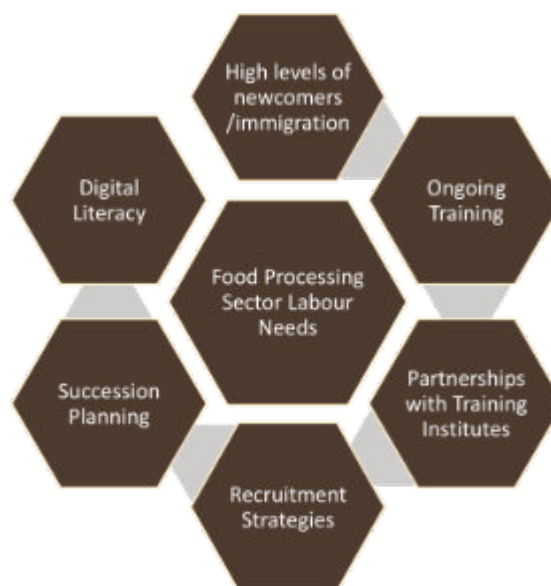 High levels of
newcomers
/immigration
Digital
Literacy
Ongoing
Training
Food Processing
Sector Labour
Needs
Succession
Planning
Partnerships
with Training
Institutes
Recruitment
Strategies